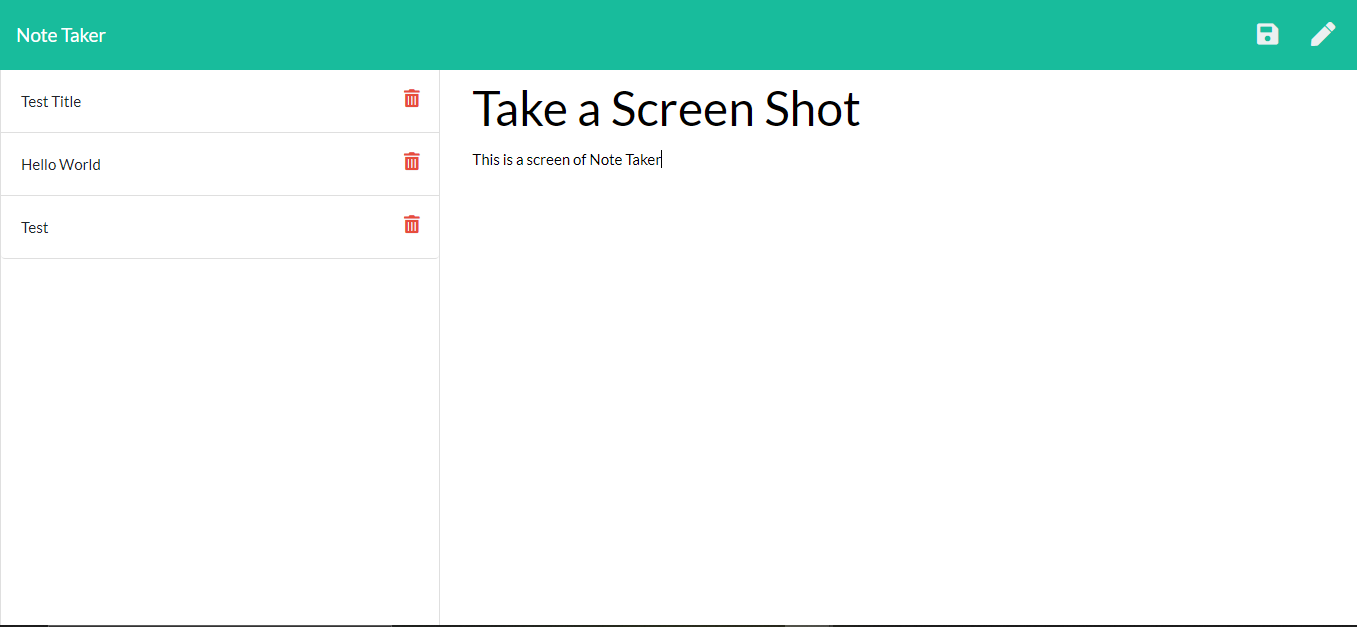 Note Taker
Test Title
Hello World
Test
Take a Screen Shot
This is a screen of Note Taker